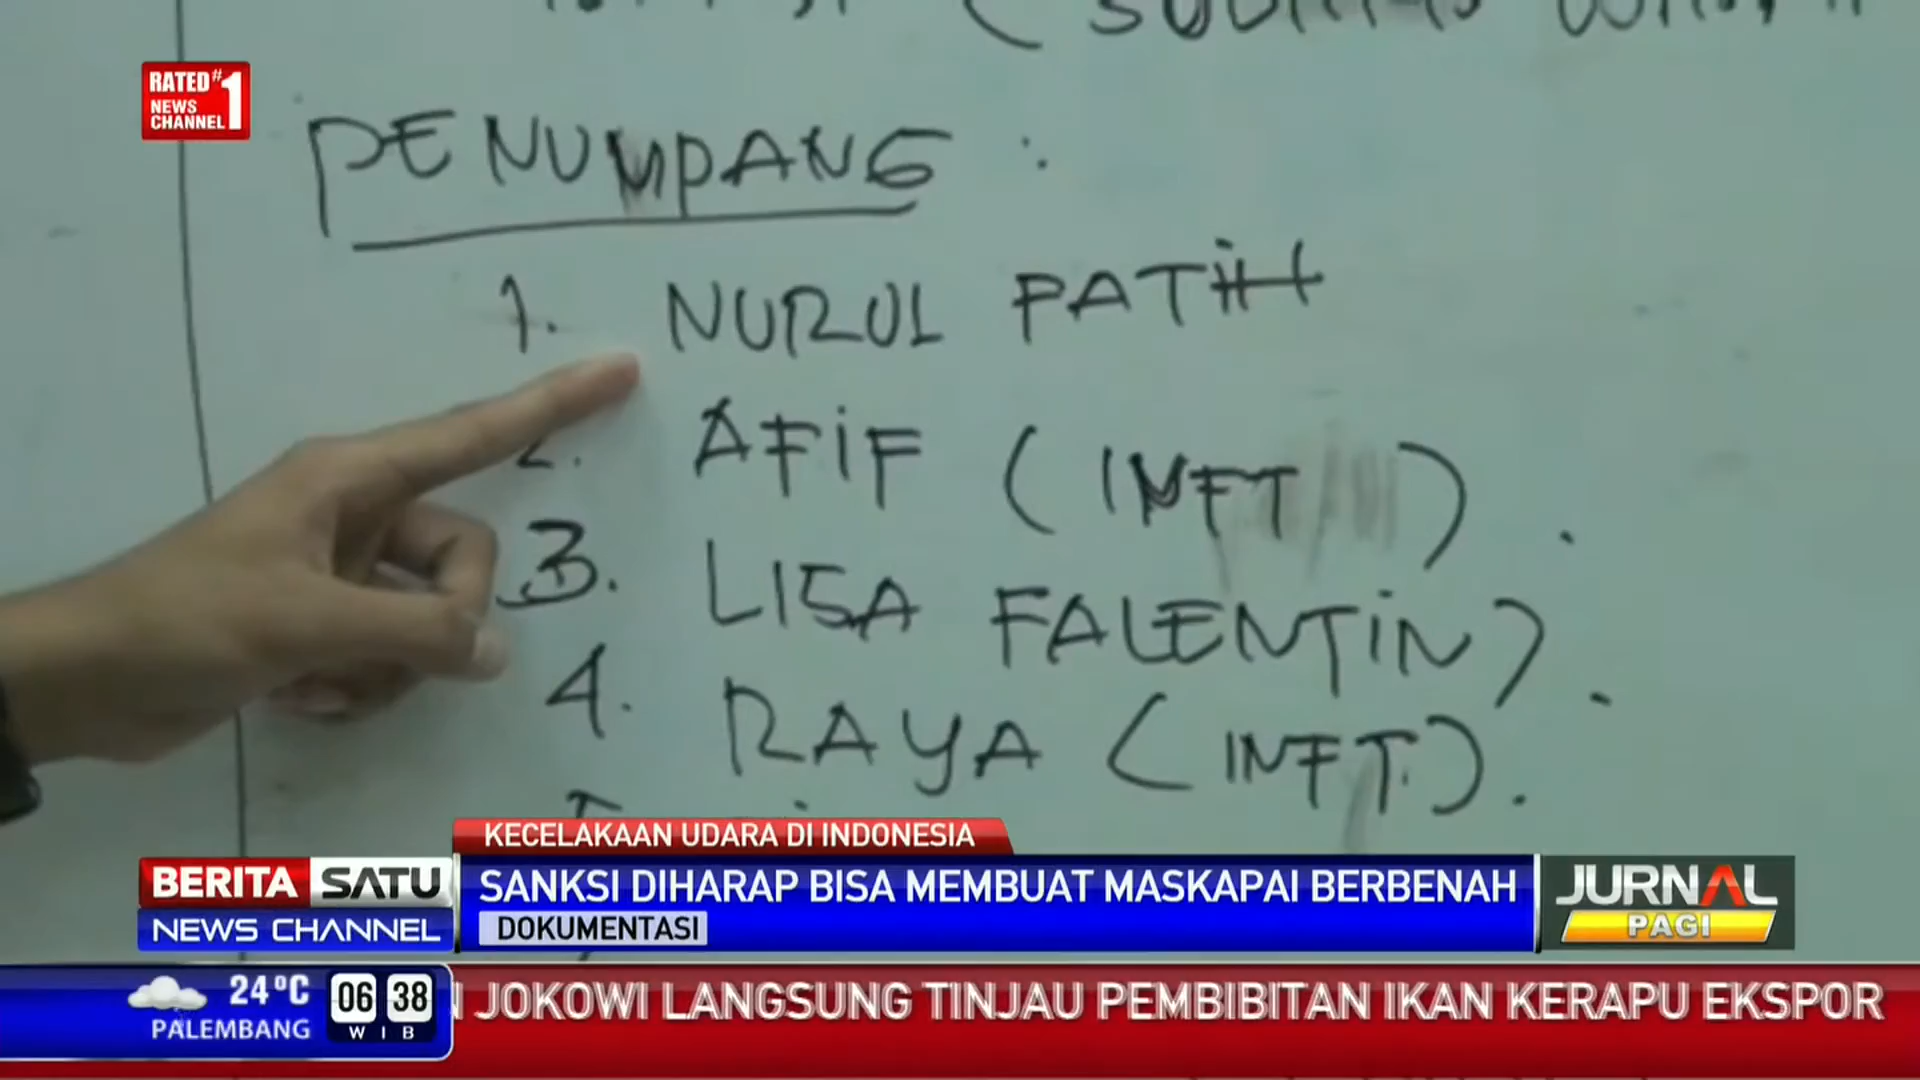 RATED #1
NEWS
CHANNEL
PENUMPANG :
1. NURUL PATIH
2. AFIF (INFT ).
3. LISA FALENTIN).
4. RAYA (INFT).
KECELAKAAN UDARA DI INDONESIA
BERITA SATU
NEWS CHANNEL
SANKSI DIHARAP BISA MEMBUAT MASKAPAI BERBENAH
DOKUMENTASI
JURNAL
PAGI
24°C
PALEMBANG
06 38
WIB
JOKOWI LANGSUNG TINJAU PEMBIBITAN IKAN KERAPU EKSPOR